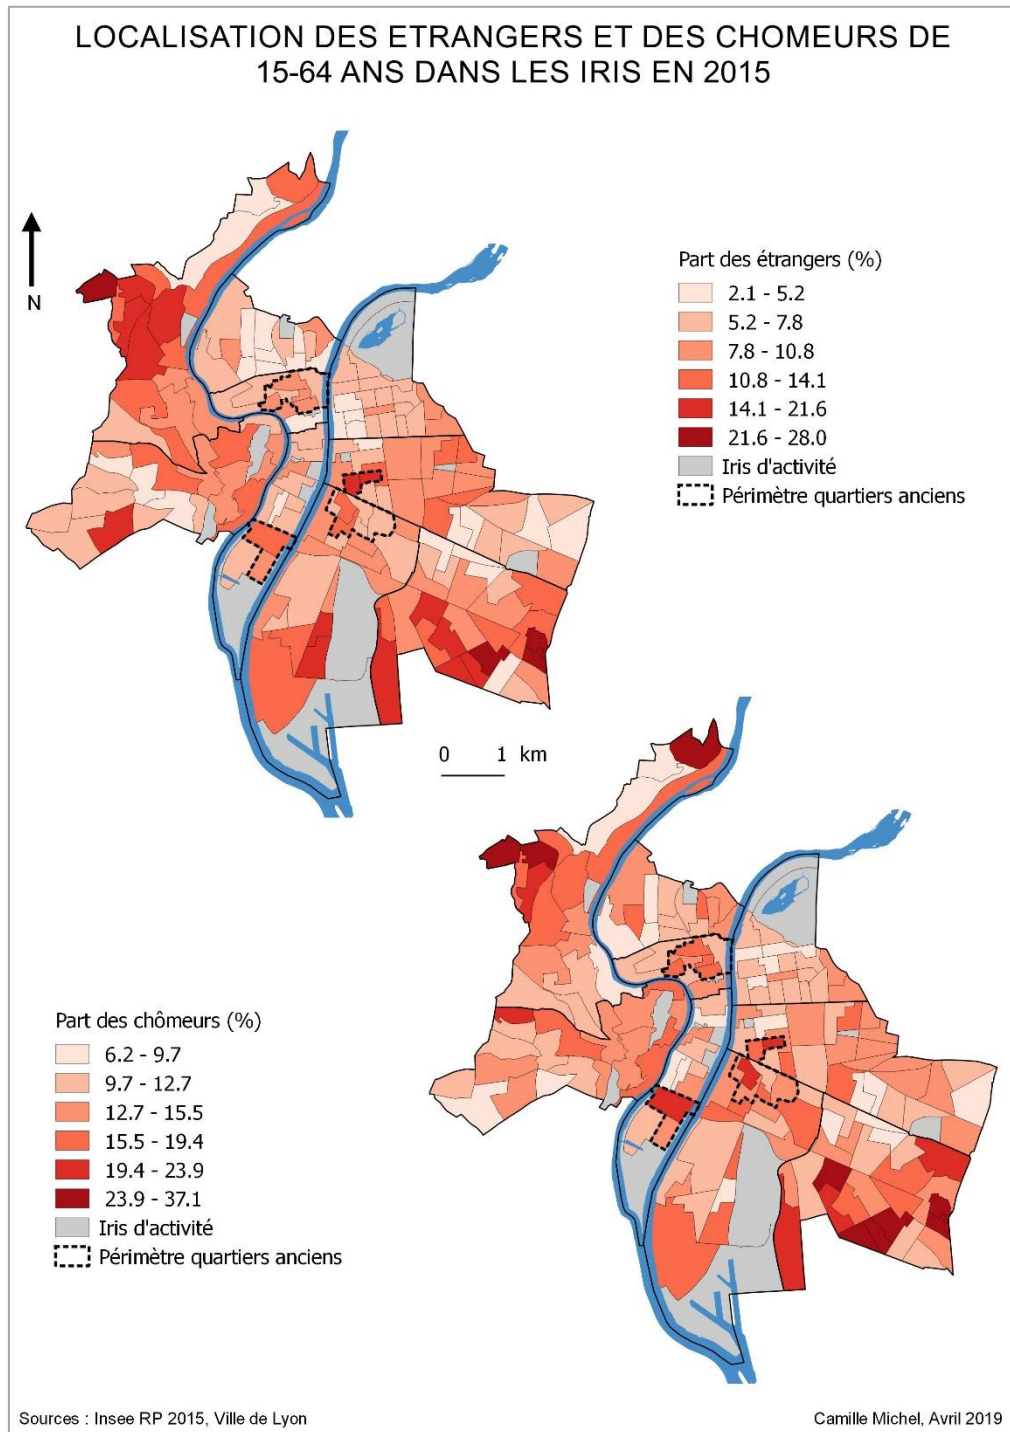 LOCALISATION DES ETRANGERS ET DES CHOMEURS DE
15-64 ANS DANS LES IRIS EN 2015
N
Part des étrangers (%)
2.1 - 5.2
5.2 - 7.8
7.8 - 10.8
10.8 - 14.1
14.1 - 21.6
21.6 - 28.0
Iris d'activité
Périmètre quartiers anciens
0 1 km
Part des chômeurs (%)
6.2 - 9.7
9.7 - 12.7
12.7 - 15.5
15.5 - 19.4
19.4 - 23.9
23.9 - 37.1
Iris d'activité
Périmètre quartiers anciens
Sources : Insee RP 2015, Ville de Lyon
Camille Michel, Avril 2019